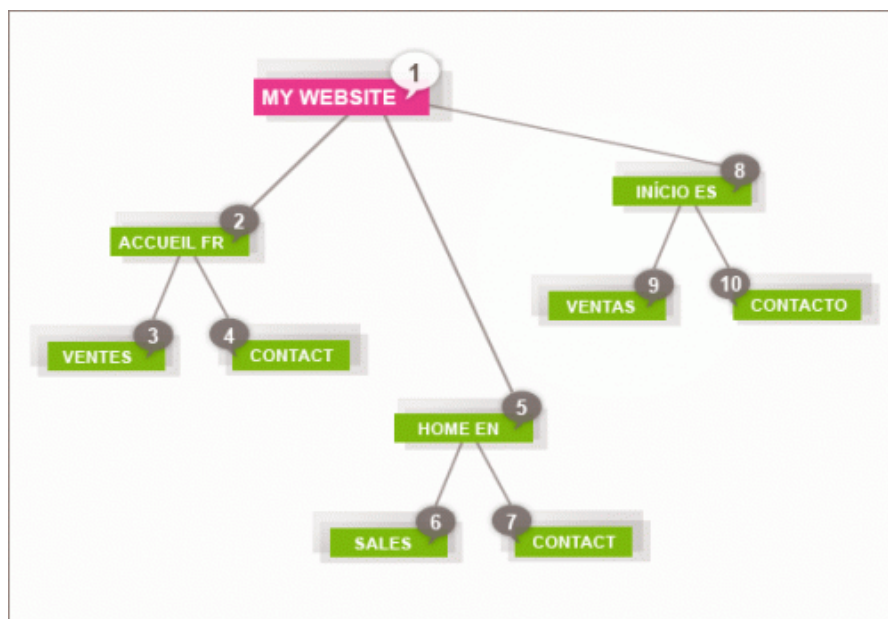 1
MY WEBSITE
2
ACCUEIL FR
3
VENTES
4
CONTACT
5
HOME EN
6
SALES
7
CONTACT
8
INÍCIO ES
9
VENTAS
10
CONTACTO